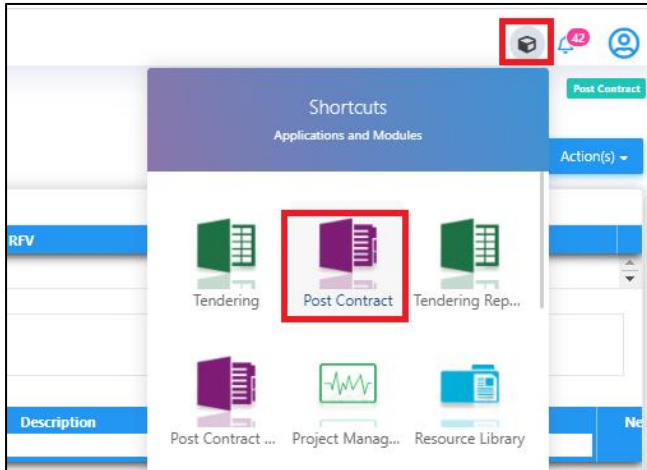 42
Post Contract
Shortcuts
Applications and Modules
Action(s)
RFV
Tendering
Post Contract
Tendering Rep...
Post Contract ...
Project Manag...
Resource Library
Description
Ne